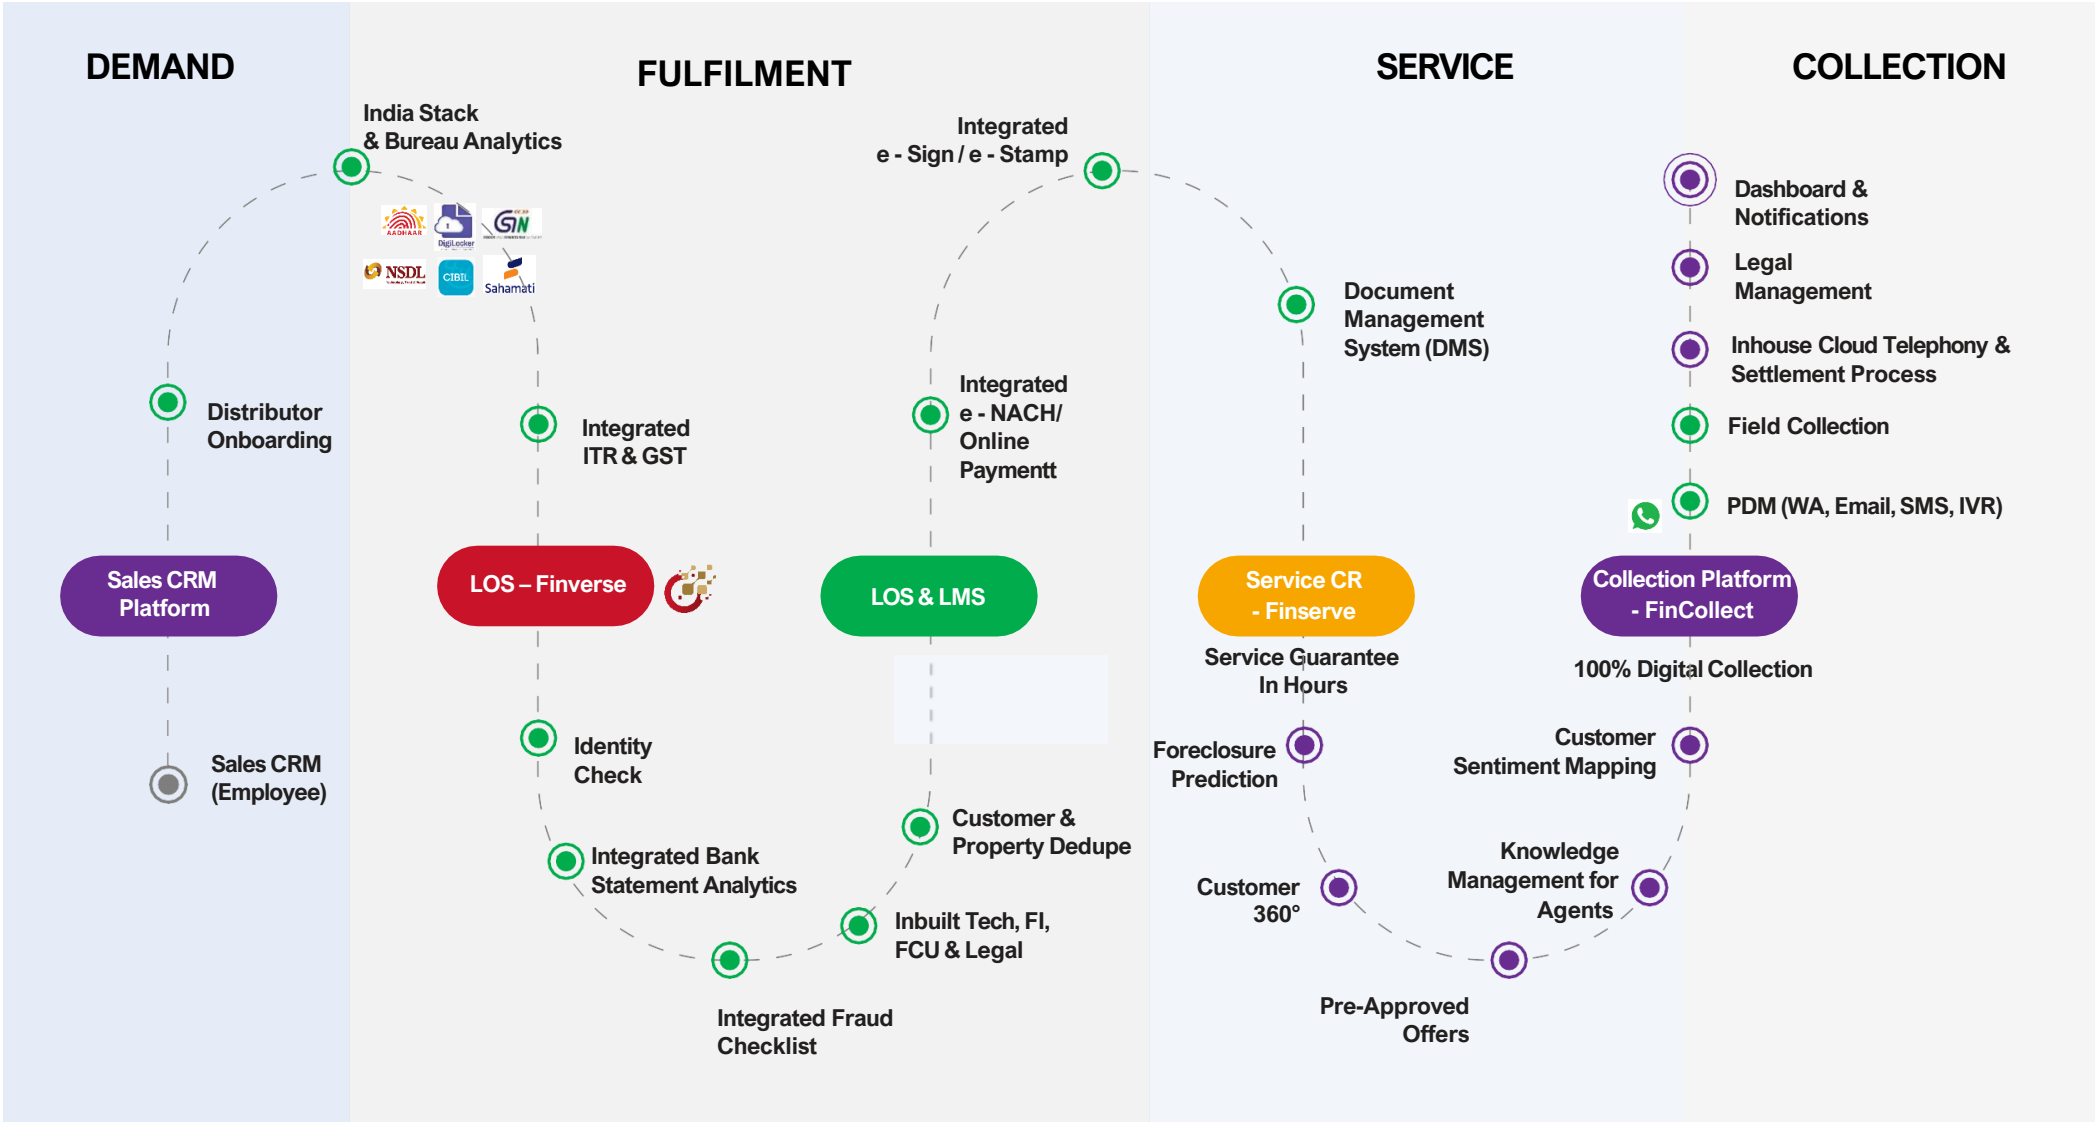 DEMAND
FULFILMENT
SERVICE
COLLECTION
India Stack
& Bureau Analytics
AADHAAR
DigiLocker
GSTN
NSDL
CIBIL
Sahamati
Distributor
Onboarding
Sales CRM
Platform
Sales CRM
(Employee)
Integrated
ITR & GST
LOS – Finverse
Identity
Check
Integrated Bank
Statement Analytics
Integrated Fraud
Checklist
Integrated
e - Sign / e - Stamp
Integrated
e - NACH/
Online
Paymentt
LOS & LMS
Customer &
Property Dedupe
Inbuilt Tech, FI,
FCU & Legal
Document
Management
System (DMS)
Service CR
- Finserve
Service Guarantee
In Hours
Foreclosure
Prediction
Customer
360°
Pre-Approved
Offers
Dashboard &
Notifications
Legal
Management
Inhouse Cloud Telephony &
Settlement Process
Field Collection
PDM (WA, Email, SMS, IVR)
Collection Platform
- FinCollect
100% Digital Collection
Customer
Sentiment Mapping
Knowledge
Management for
Agents